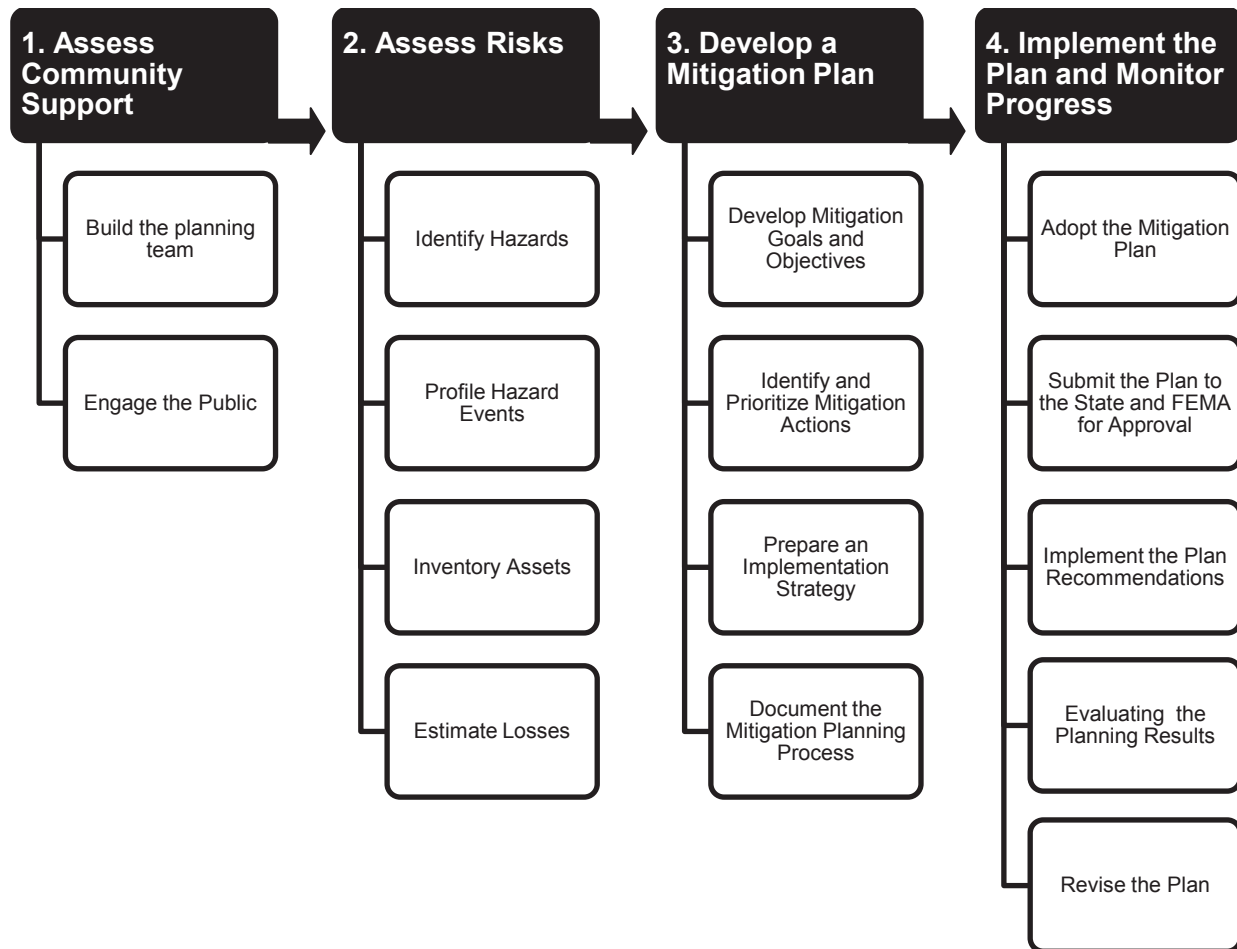 1. Assess
Community
Support
Build the planning
team
Engage the Public
2. Assess Risks
Identify Hazards
Profile Hazard
Events
Inventory Assets
Estimate Losses
3. Develop a
Mitigation Plan
Develop Mitigation
Goals and
Objectives
Identify and
Prioritize Mitigation
Actions
Prepare an
Implementation
Strategy
Document the
Mitigation Planning
Process
4. Implement the
Plan and Monitor
Progress
Adopt the Mitigation
Plan
Submit the Plan to
the State and FEMA
for Approval
Implement the Plan
Recommendations
Evaluating the
Planning Results
Revise the Plan